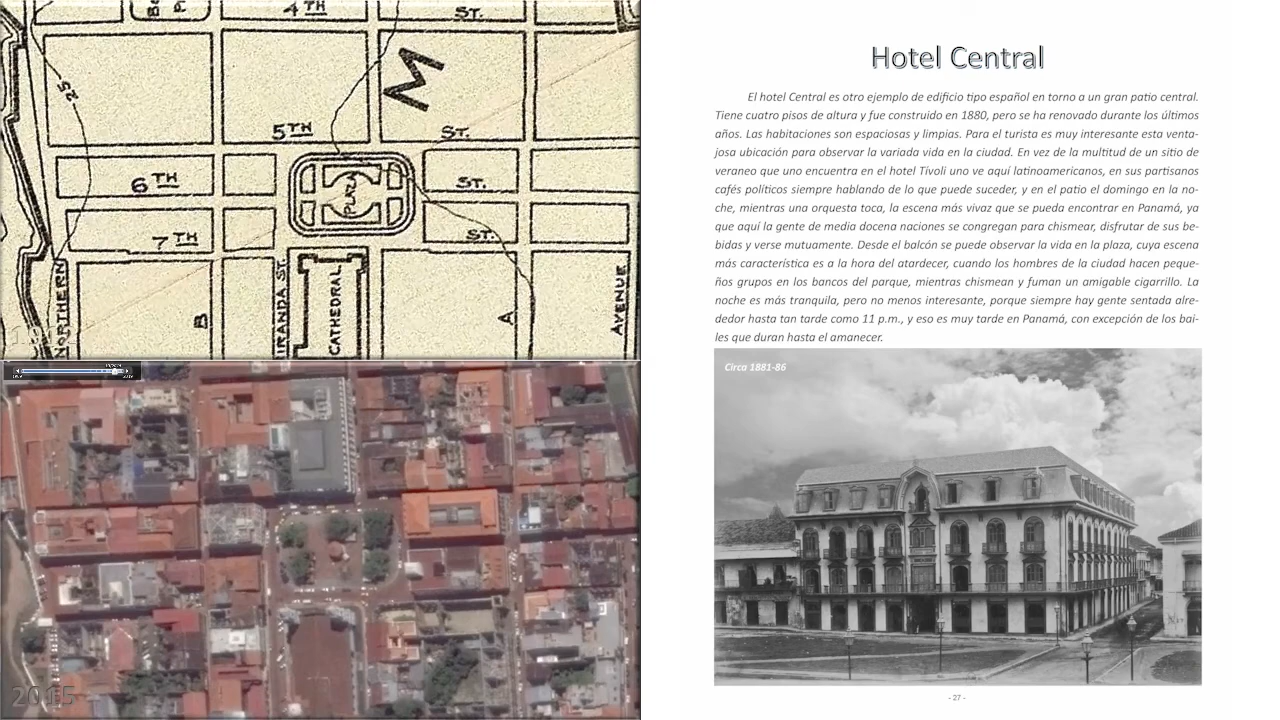 4TH
ST.
25
M
5TH
ST.
6TH
ST.
PLAZA
7TH
ST.
NORTHERN
B
CATHEDRAL
A
AVENUE
2015
Hotel Central
El hotel Central es otro ejemplo de edificio tipo español en torno a un gran patio central.
Tiene cuatro pisos de altura y fue construido en 1880, pero se ha renovado durante los últimos
años. Las habitaciones son espaciosas y limpias. Para el turista es muy interesante esta venta-
josa ubicación para observar la variada vida en la ciudad. En vez de la multitud de un sitio de
veraneo que uno encuentra en el hotel Tívoli uno ve aquí latinoamericanos, en sus partisanos
cafés políticos siempre hablando de lo que puede suceder, y en el patio el domingo en la no-
che, mientras una orquesta toca, la escena más vivaz que se pueda encontrar en Panamá, ya
que aquí la gente de media docena naciones se congregan para chismear, disfrutar de sus be-
bidas y verse mutuamente. Desde el balcón se puede observar la vida en la plaza, cuya escena
más característica es a la hora del atardecer, cuando los hombres de la ciudad hacen peque-
ños grupos en los bancos del parque, mientras chismean y fuman un amigable cigarrillo. La
noche es más tranquila, pero no menos interesante, porque siempre hay gente sentada alre-
dedor hasta tan tarde como 11 p.m., y eso es muy tarde en Panamá, con excepción de los bai-
les que duran hasta el amanecer.
Circa 1881-86
- 27 -